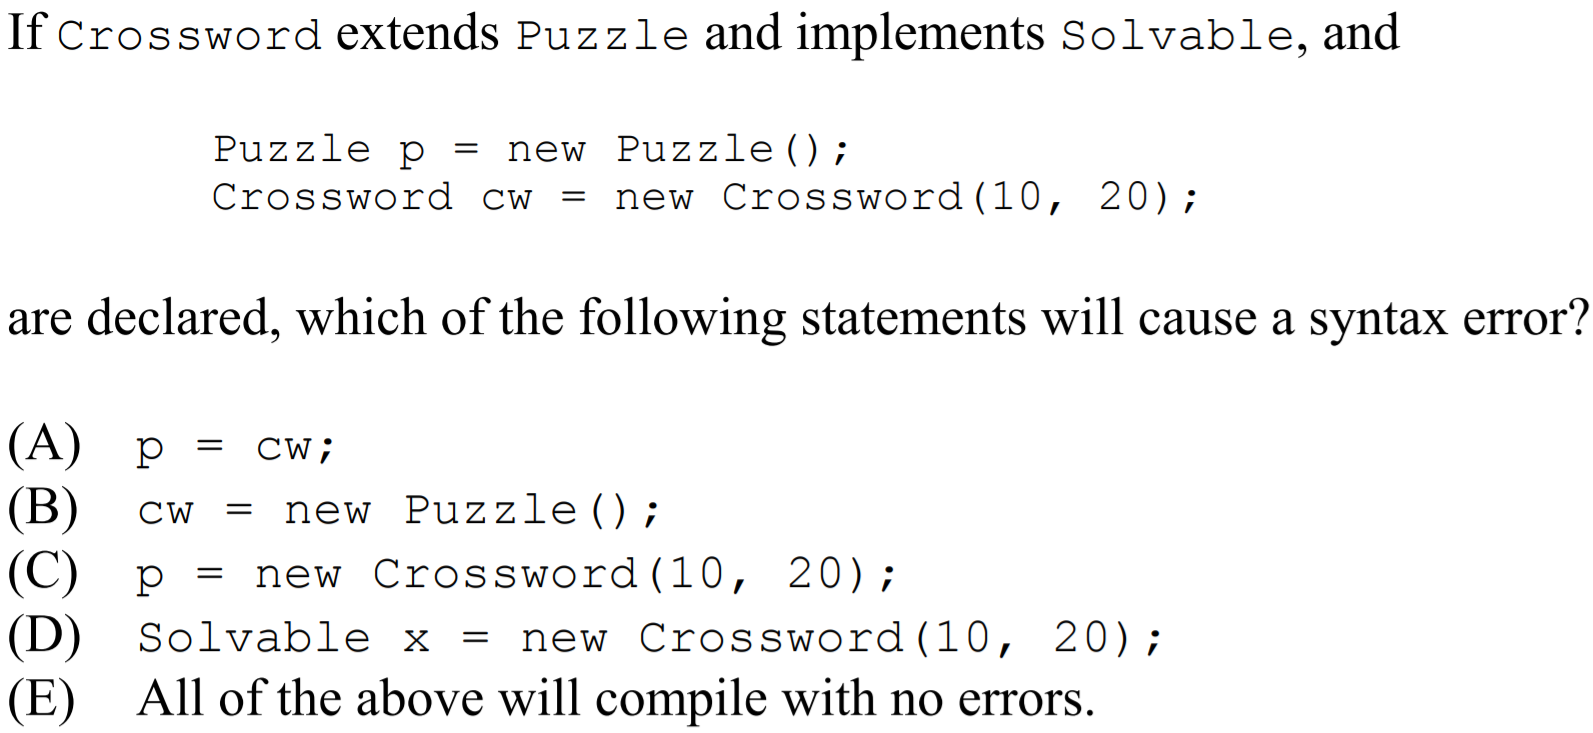 If Crossword extends Puzzle and implements Solvable, and
Puzzle p = new Puzzle();
Crossword cw = new Crossword(10, 20);
are declared, which of the following statements will cause a syntax error?
(A) p = cw;
(B) cw = new Puzzle();
(C) p = new Crossword(10, 20);
(D) Solvable x = new Crossword(10, 20);
(E) All of the above will compile with no errors.